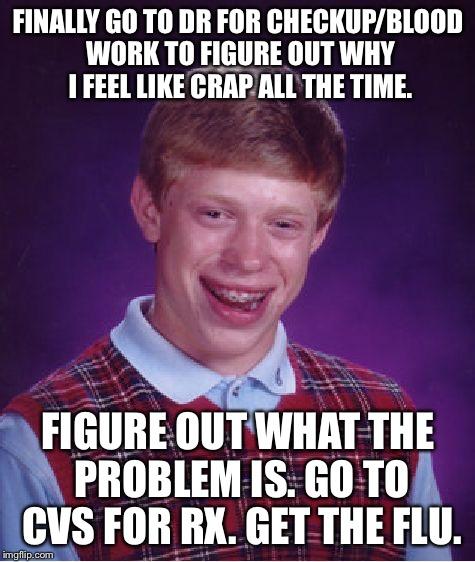 FINALLY GO TO DR FOR CHECKUP/BLOOD
WORK TO FIGURE OUT WHY
I FEEL LIKE CRAP ALL THE TIME.
FIGURE OUT WHAT THE
PROBLEM IS. GO TO
CVS FOR RX. GET THE FLU.
imgflip.com